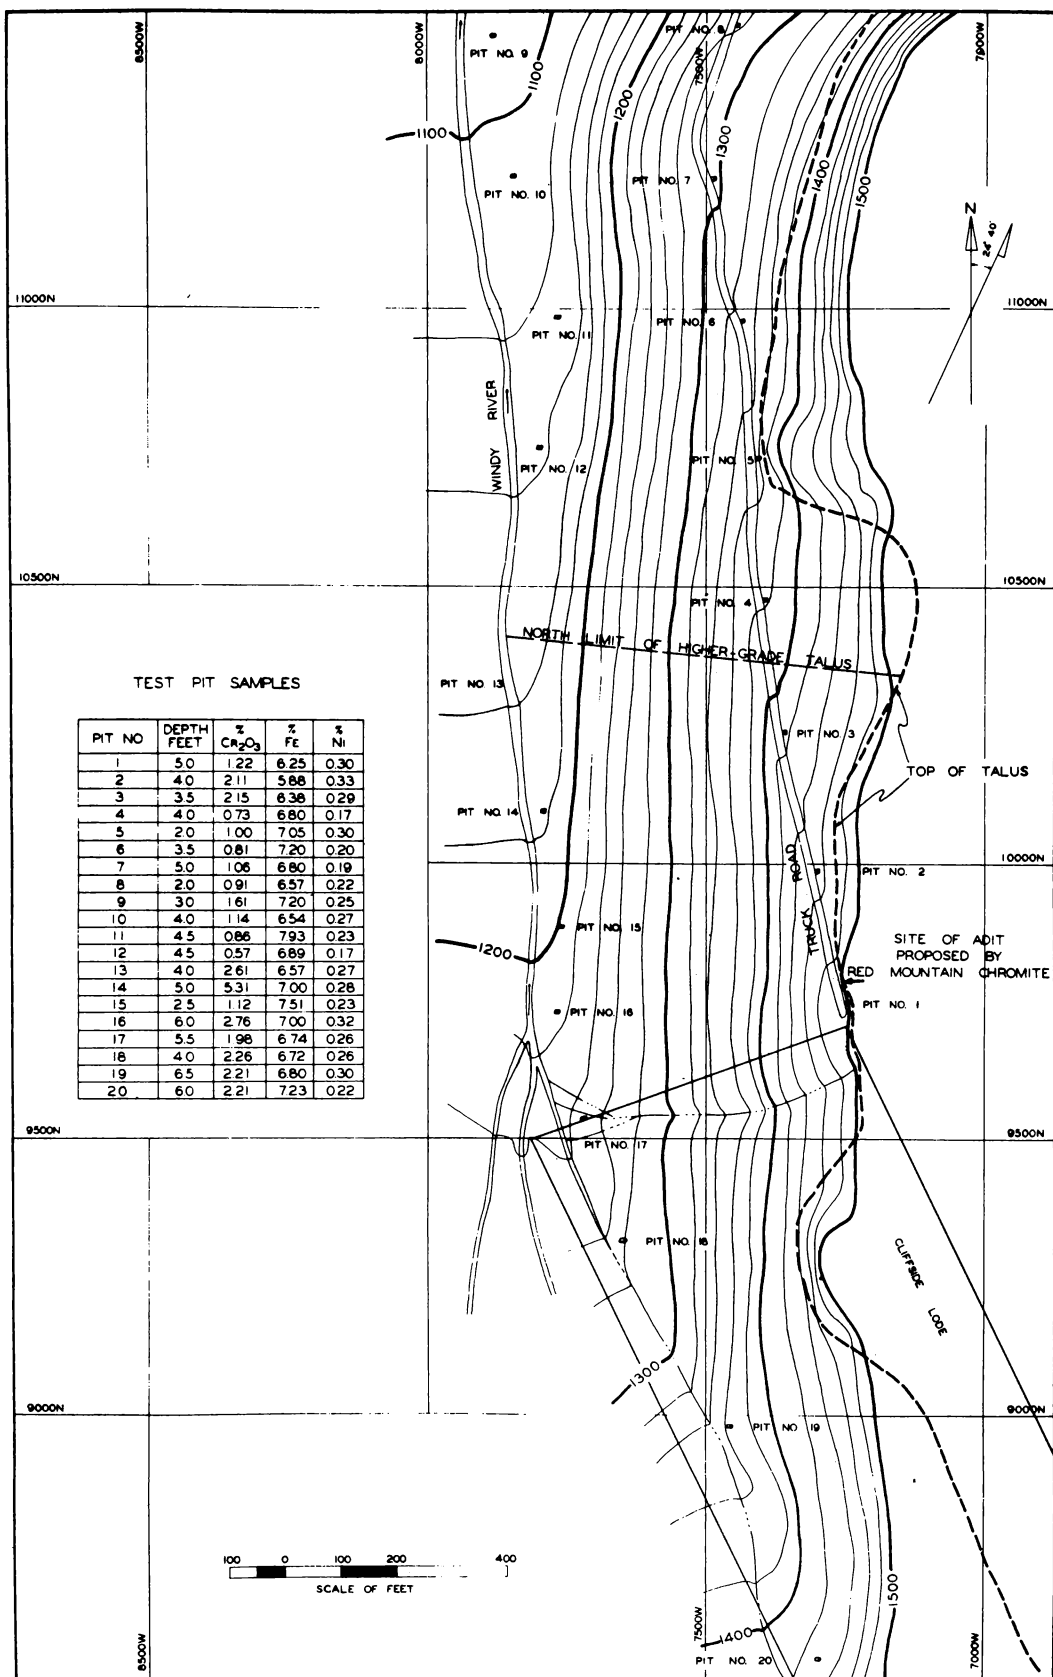 8500W
8000W
7580W
7900W
PIT NO. 8
PIT NO. 9
1100
1200
1300
1400
1500
1100
PIT NO. 10
PIT NO. 7
N
24° 40'
11000N
11000N
PIT NO. 11
PIT NO. 6
WINDY RIVER
PIT NO. 12
PIT NO. 5
10500N
10500N
PIT NO. 4
NORTH LIMIT OF HIGHER-GRADE TALUS
PIT NO. 13
TEST PIT SAMPLES
PIT NO DEPTH FEET % Cr2O3 % FE % NI
1 5.0 1.22 6.25 0.30
2 4.0 2.11 5.88 0.33
3 3.5 2.15 6.38 0.29
4 4.0 0.73 6.80 0.17
5 2.0 1.00 7.05 0.30
6 3.5 0.81 7.20 0.20
7 5.0 1.06 6.80 0.19
8 2.0 0.91 6.57 0.22
9 3.0 1.61 7.20 0.25
10 4.0 1.14 6.54 0.27
11 4.5 0.86 7.93 0.23
12 4.5 0.57 6.89 0.17
13 4.0 2.61 6.57 0.27
14 5.0 5.31 7.00 0.28
15 2.5 1.12 7.51 0.23
16 6.0 2.76 7.00 0.32
17 5.5 1.98 6.74 0.26
18 4.0 2.26 6.72 0.26
19 6.5 2.21 6.80 0.30
20 6.0 2.21 7.23 0.22
PIT NO. 3
TOP OF TALUS
PIT NO. 14
10000N
10000N
TRUCK ROAD
PIT NO. 2
PIT NO. 15
1200
SITE OF ADIT
PROPOSED BY
RED MOUNTAIN CHROMITE
PIT NO. 1
PIT NO. 16
9500N
9500N
PIT NO. 17
PIT NO. 18
CLIFFSIDE LODE
1300
9000N
9000N
PIT NO. 19
100 0 100 200 400
SCALE OF FEET
1500
1400
8500W
7500W
7000W
PIT NO. 20